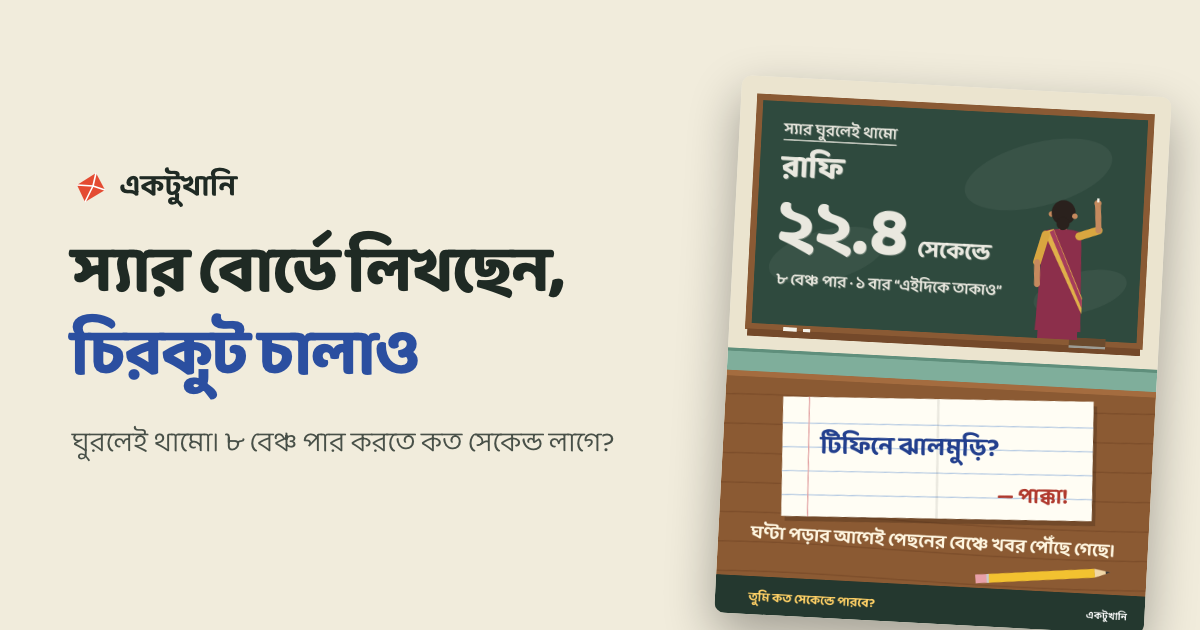 একটুখানি
স্যার বোর্ডে লিখছেন,
চিরকুট চালাও
ঘুরলেই থামো। ৮ বেঞ্চ পার করতে কত সেকেন্ড লাগে?
স্যার ঘুরলেই থামো
রাফি
২২.৪ সেকেন্ডে
৮ বেঞ্চ পার · ১ বার “এইদিকে তাকাও”
টিফিনে ঝালমুড়ি?
— পাক্কা!
ঘণ্টা পড়ার আগেই পেছনের বেঞ্চে খবর পৌঁছে গেছে।
তুমি কত সেকেন্ডে পারবে?
একটুখানি